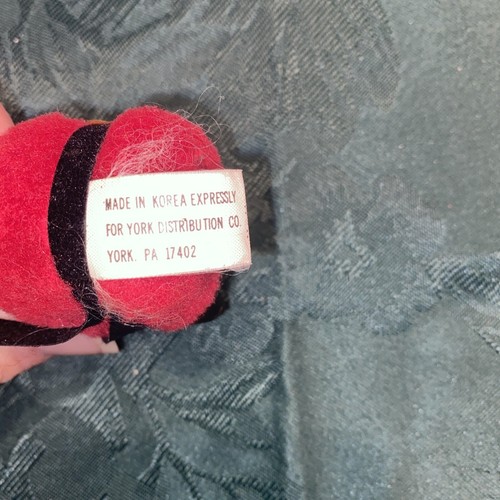 MADE IN KOREA EXPRESSLY
FOR YORK DISTRIBUTION CO.
YORK. PA 17402